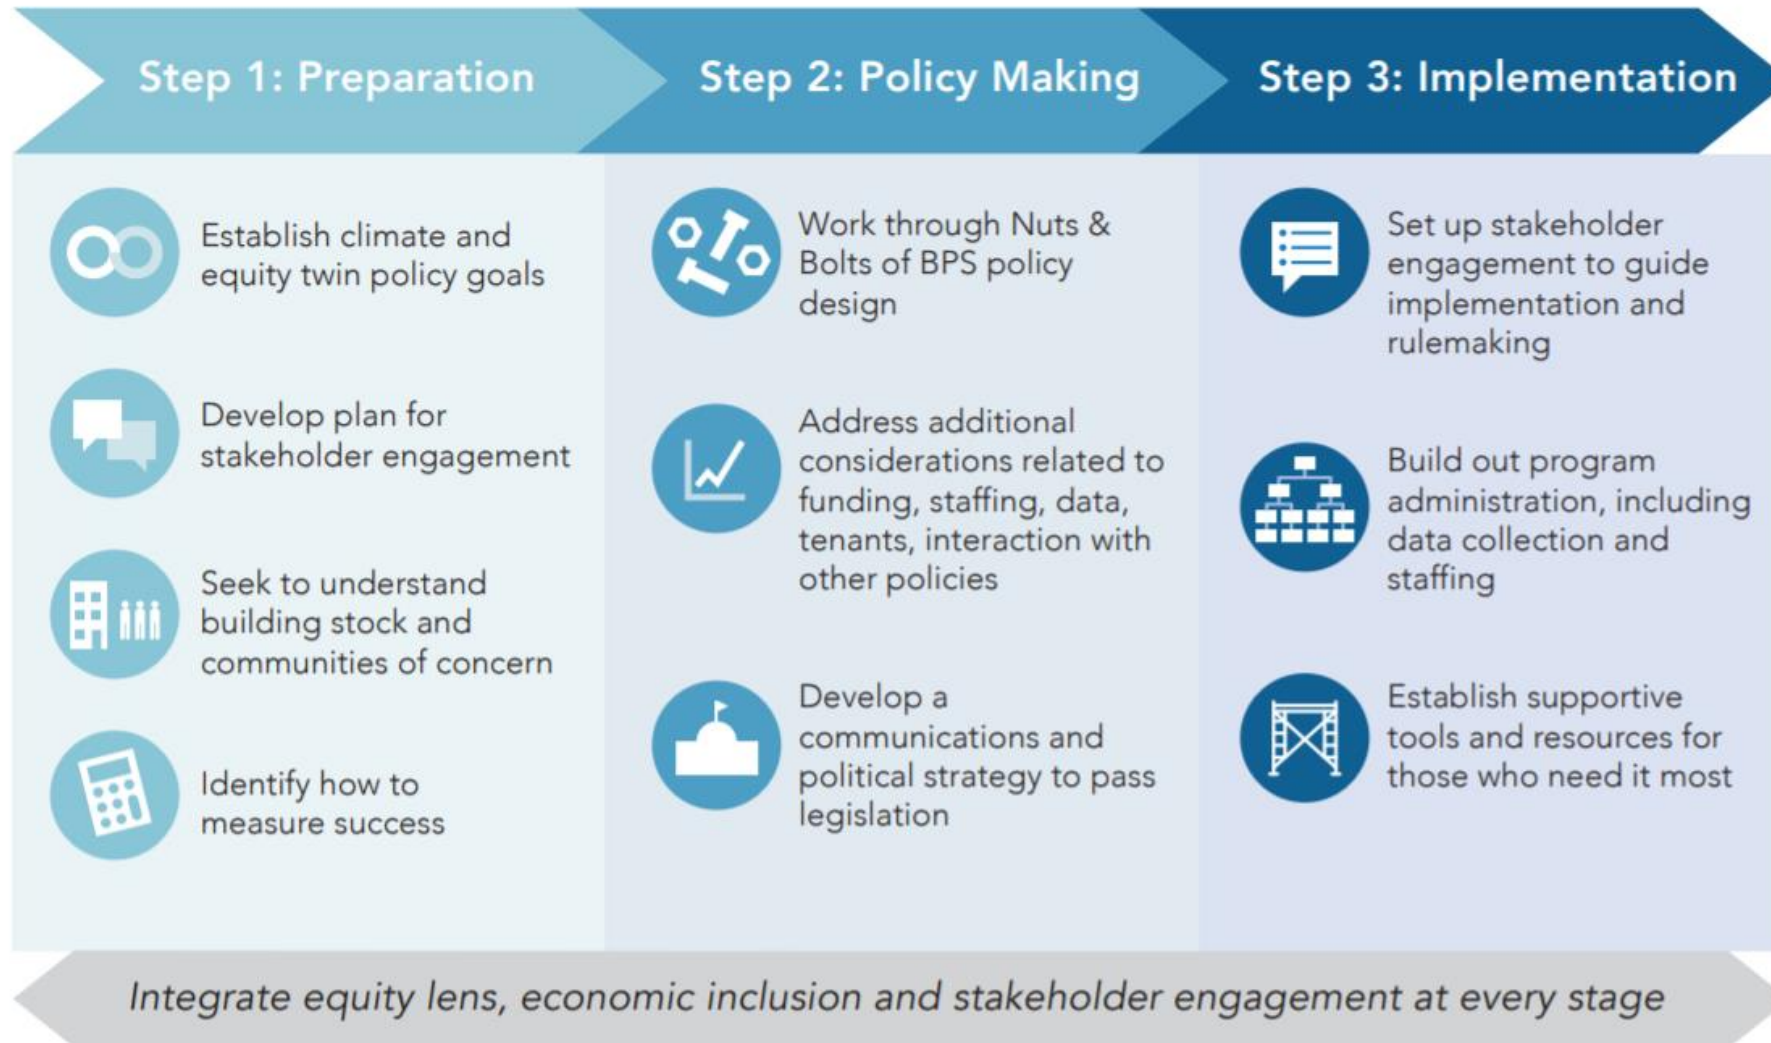 Step 1: Preparation
Step 2: Policy Making
Step 3: Implementation
Establish climate and
equity twin policy goals
Develop plan for
stakeholder engagement
Seek to understand
building stock and
communities of concern
Identify how to
measure success
Work through Nuts &
Bolts of BPS policy
design
Address additional
considerations related to
funding, staffing, data,
tenants, interaction with
other policies
Develop a
communications and
political strategy to pass
legislation
Set up stakeholder
engagement to guide
implementation and
rulemaking
Build out program
administration, including
data collection and
staffing
Establish supportive
tools and resources for
those who need it most
Integrate equity lens, economic inclusion and stakeholder engagement at every stage